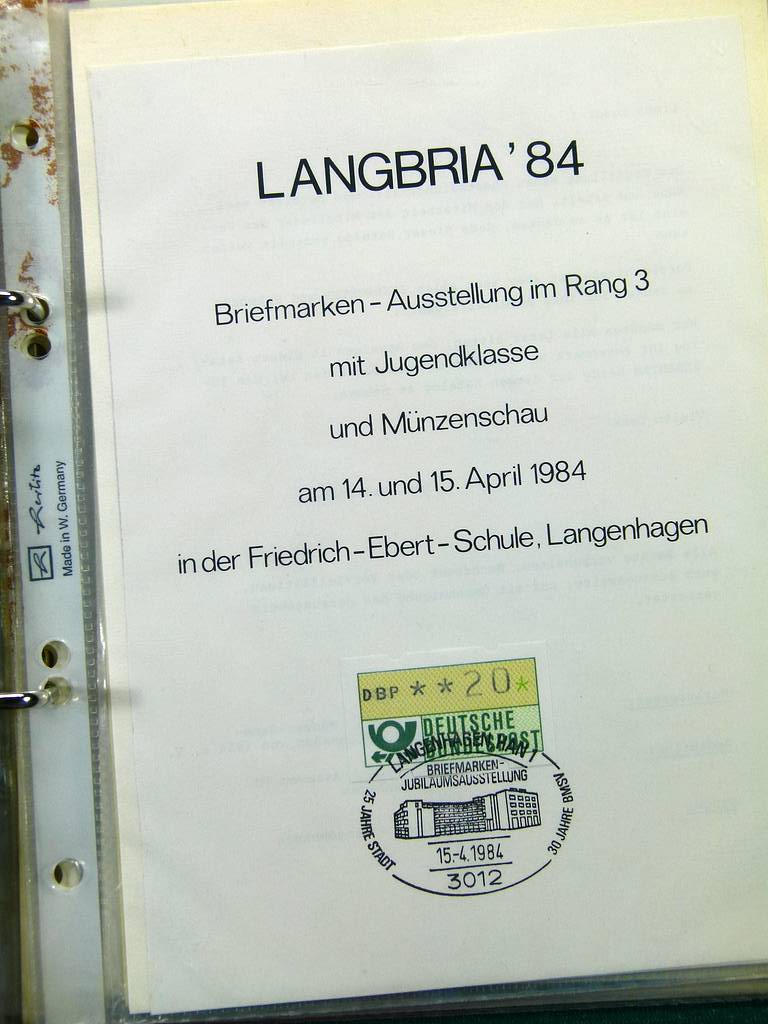 LANGBRIA '84
Briefmarken-Ausstellung im Rang 3
mit Jugendklasse
und Münzenschau
am 14. und 15. April 1984
in der Friedrich-Ebert-Schule, Langenhagen
DBP **20*
DEUTSCHE
BUNDESPOST
LANGENHAGEN, HAN 1
BRIEFMARKEN-
JUBILÄUMSAUSSTELLUNG
25 JAHRE STADT
30 JAHRE BMSV
15.-4.1984
3012
Herlitz
Made in W. Germany